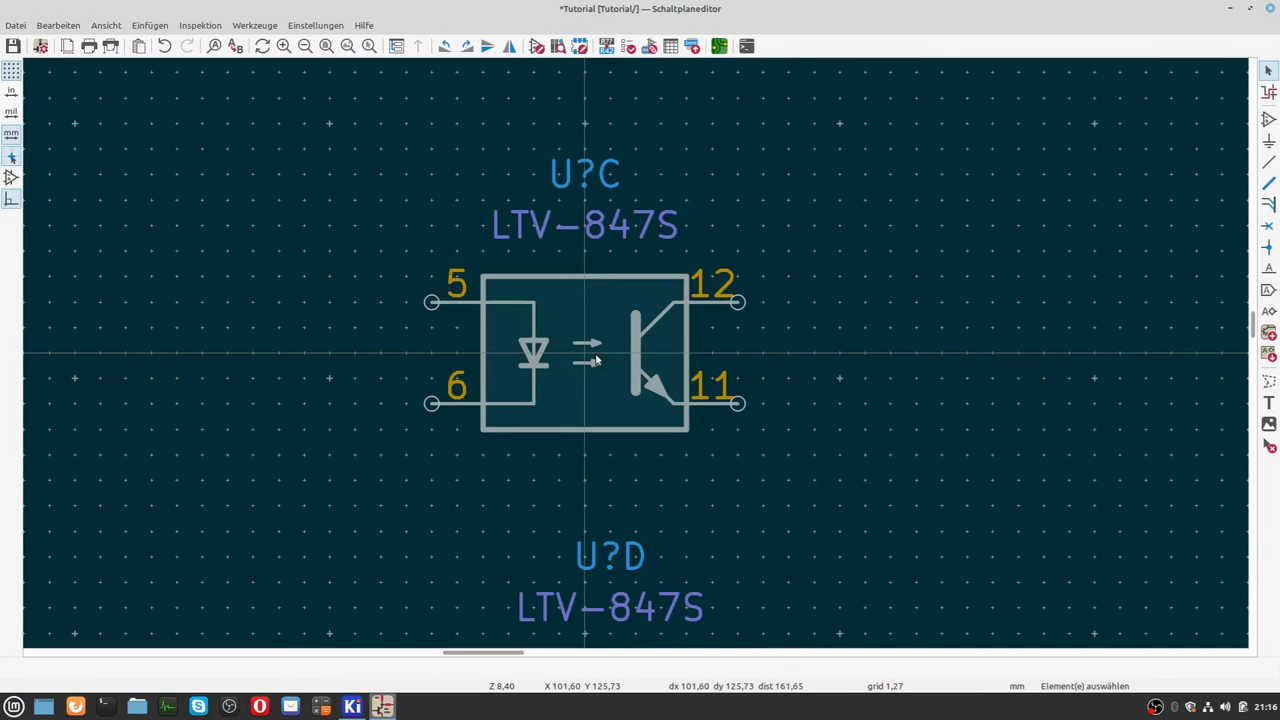 *Tutorial [Tutorial/] — Schaltplaneditor
Datei Bearbeiten Ansicht Einfügen Inspektion Werkzeuge Einstellungen Hilfe
in
mil
mm
U?C
LTV-847S
5
12
6
11
U?D
LTV-847S
Z 8,40 X 101,60 Y 125,73 dx 101,60 dy 125,73 dist 161,65 grid 1,27 mm Element(e) auswählen
Ki
21:16